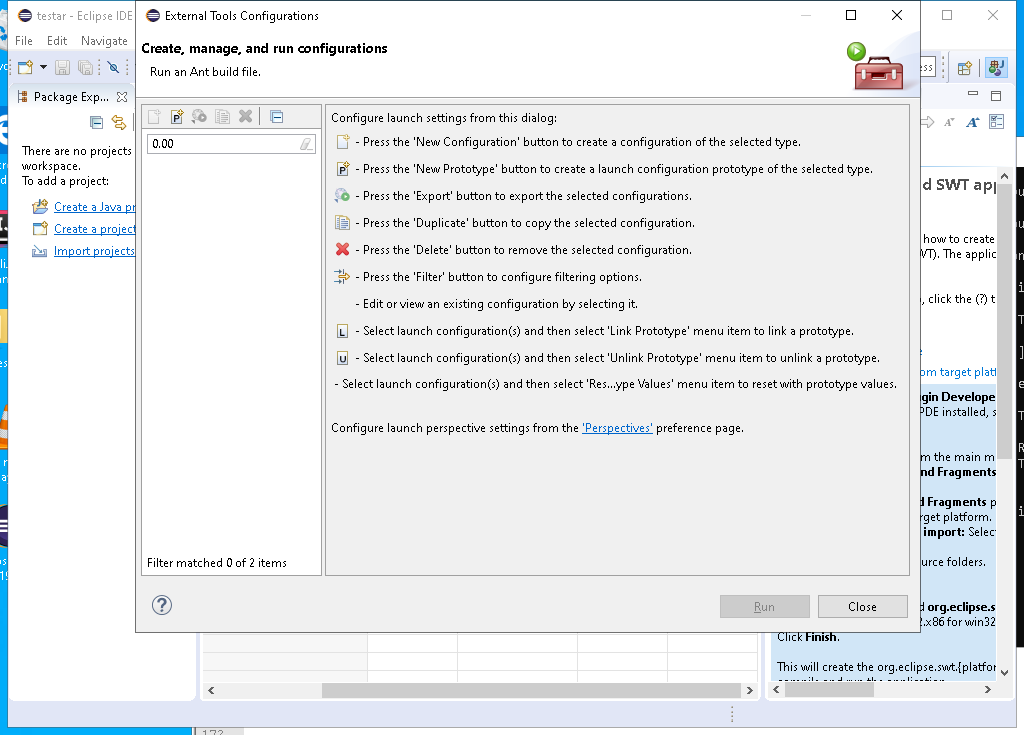 testar - Eclipse IDE
External Tools Configurations
File Edit Navigate
Create, manage, and run configurations
Run an Ant build file.
Package Exp...
0.00
There are no projects
workspace.
To add a project:
Create a Java pr
Create a project
Import projects
Filter matched 0 of 2 items
Configure launch settings from this dialog:
- Press the 'New Configuration' button to create a configuration of the selected type.
- Press the 'New Prototype' button to create a launch configuration prototype of the selected type.
- Press the 'Export' button to export the selected configurations.
- Press the 'Duplicate' button to copy the selected configuration.
- Press the 'Delete' button to remove the selected configuration.
- Press the 'Filter' button to configure filtering options.
- Edit or view an existing configuration by selecting it.
L - Select launch configuration(s) and then select 'Link Prototype' menu item to link a prototype.
U - Select launch configuration(s) and then select 'Unlink Prototype' menu item to unlink a prototype.
- Select launch configuration(s) and then select 'Res...ype Values' menu item to reset with prototype values.
Configure launch perspective settings from the 'Perspectives' preference page.
Run Close
d SWT app
how to create
VT). The applic
, click the (?) t
om target platf
gin Develope
PDE installed, s
m the main m
nd Fragments
d Fragments p
rget platform.
import: Selec
urce folders.
d org.eclipse.s
2.x86 for win32
Click Finish.
This will create the org.eclipse.swt.{platfor
compile and run the application.
172